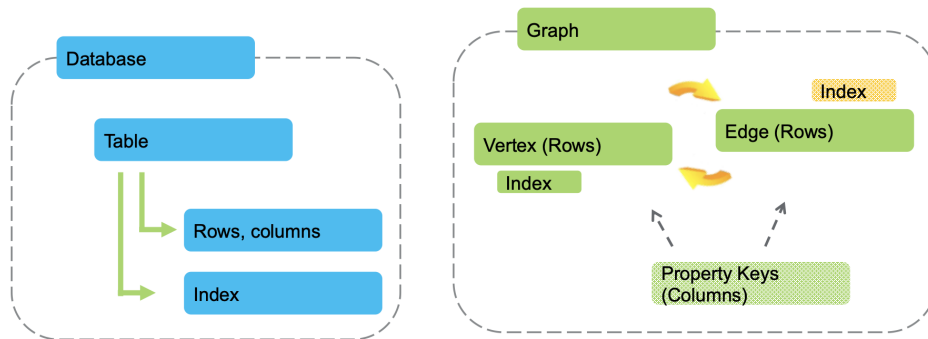 Database
Table
Rows, columns
Index
Graph
Index
Edge (Rows)
Vertex (Rows)
Index
Property Keys
(Columns)